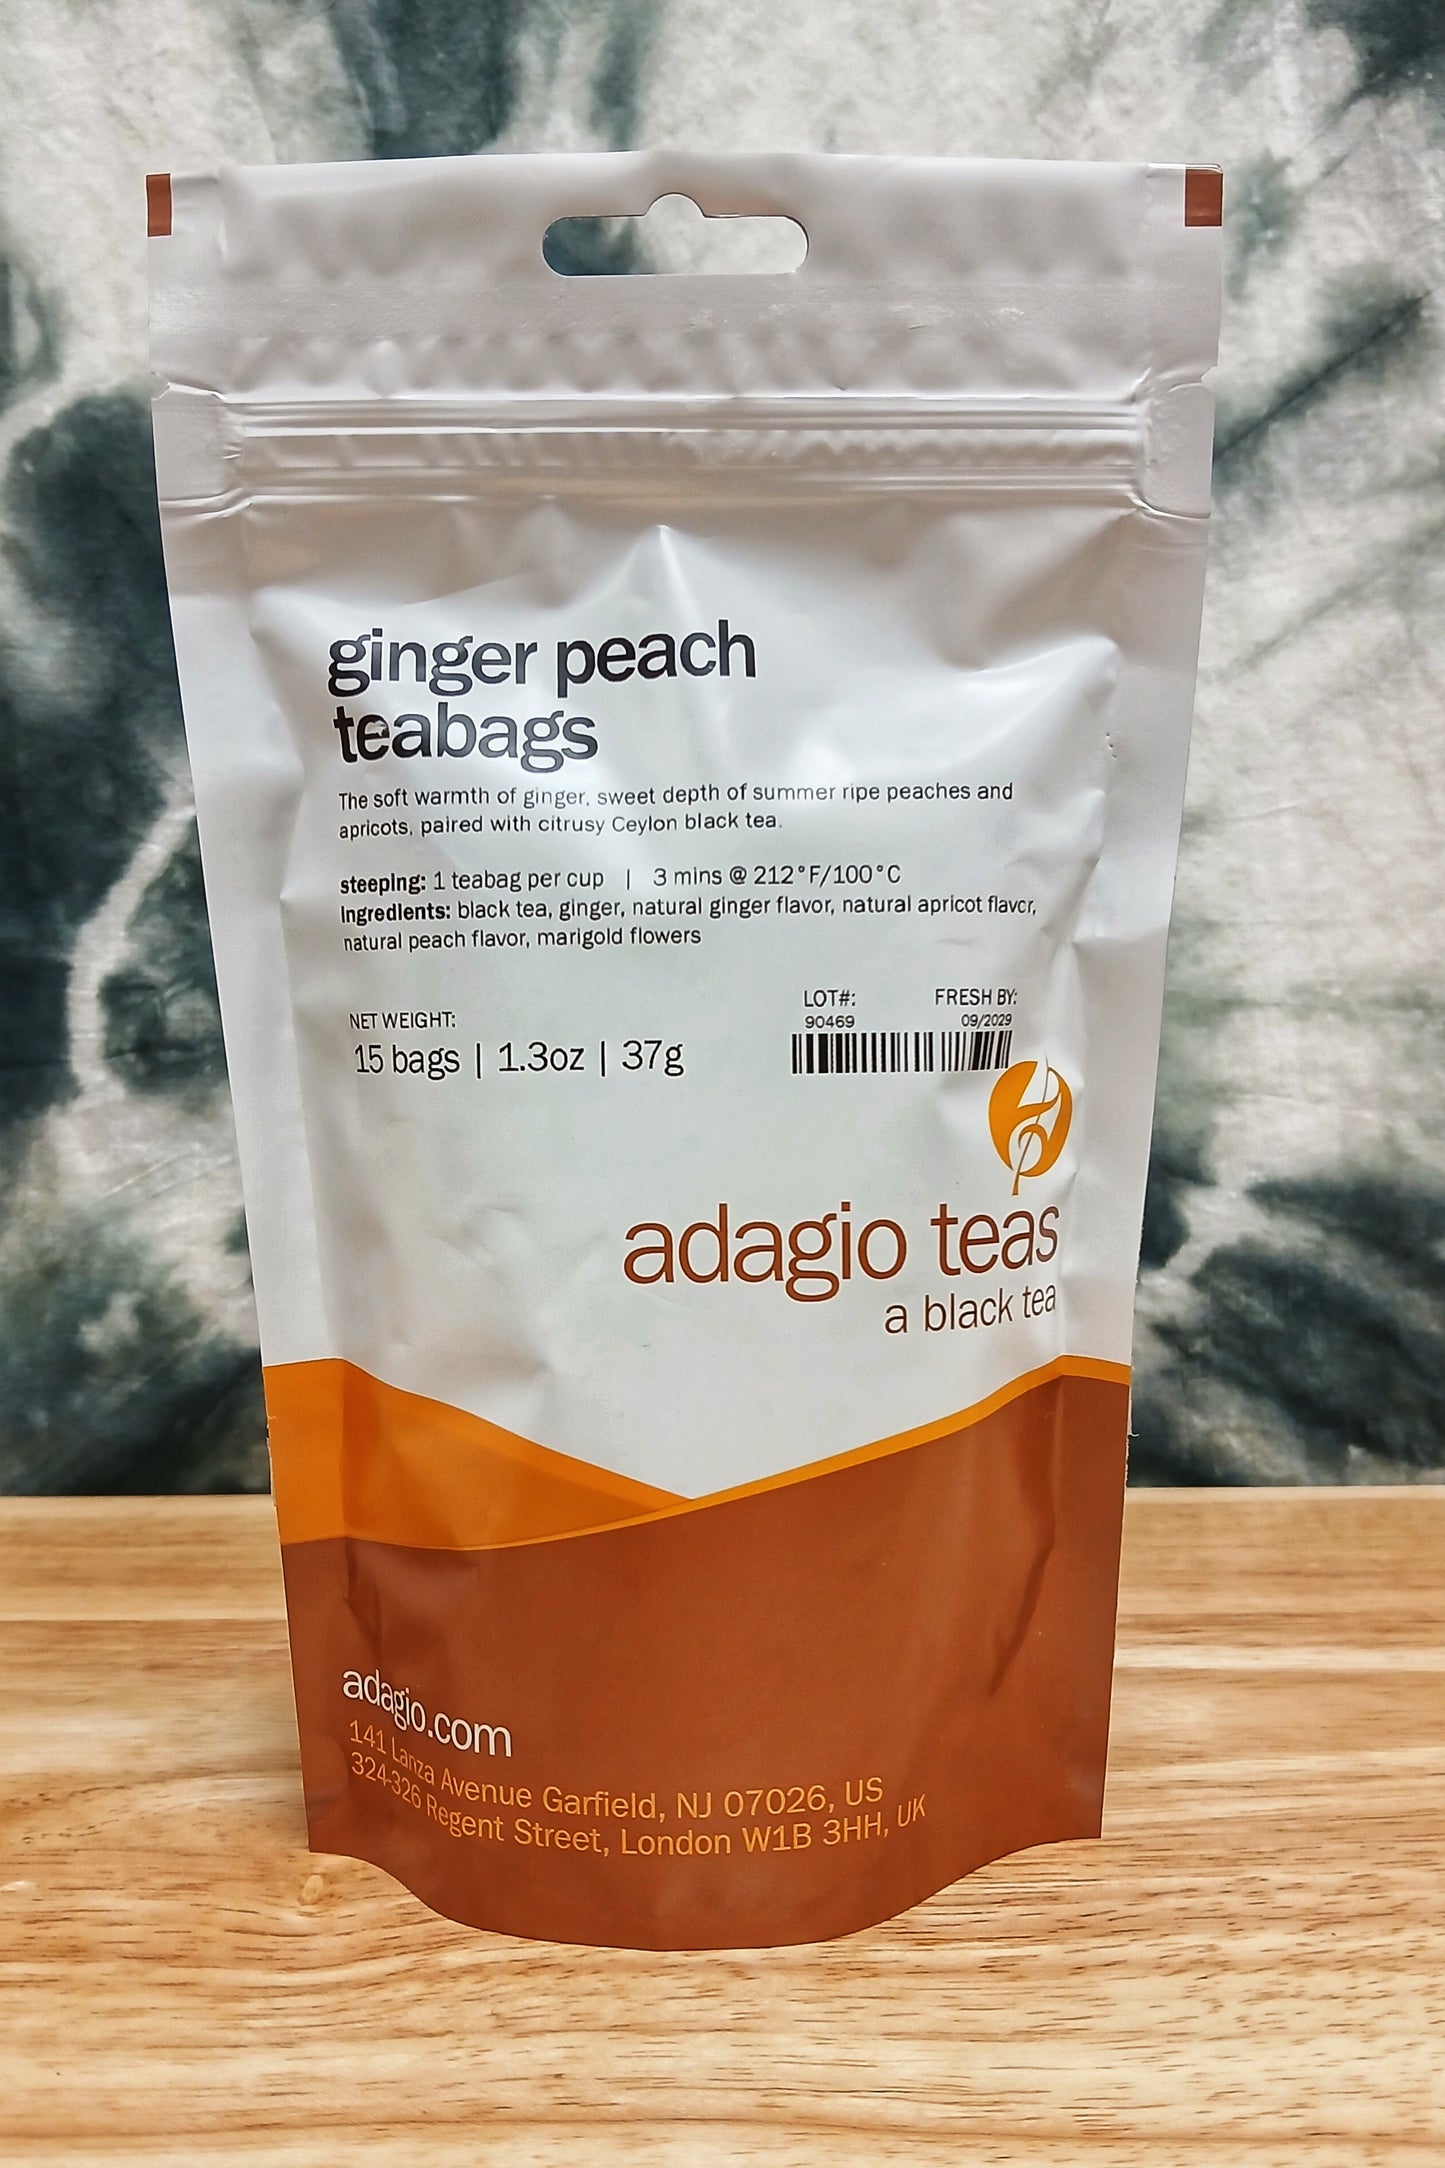 ginger peach
teabags
The soft warmth of ginger, sweet depth of summer ripe peaches and
apricots, paired with citrusy Ceylon black tea.
steeping: 1 teabag per cup | 3 mins @ 212°F/100°C
ingredients: black tea, ginger, natural ginger flavor, natural apricot flavor,
natural peach flavor, marigold flowers
NET WEIGHT:
15 bags | 1.3oz | 37g
LOT#: FRESH BY:
90469 09/2029
adagio teas
a black tea
adagio.com
141 Lanza Avenue Garfield, NJ 07026, US
324-326 Regent Street, London W1B 3HH, UK